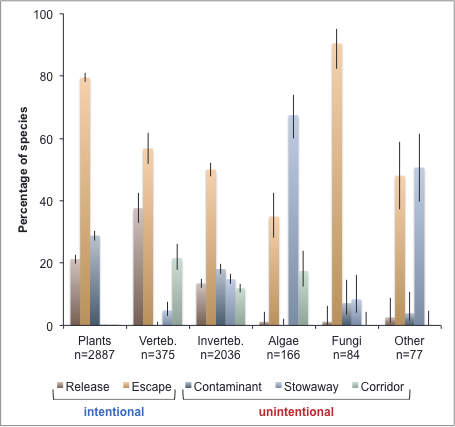 Percentage of species
100
80
60
40
20
0
Plants Verteb. Inverteb. Algae Fungi Other
n=2887 n=375 n=2036 n=166 n=84 n=77
Release Escape Contaminant Stowaway Corridor
intentional unintentional